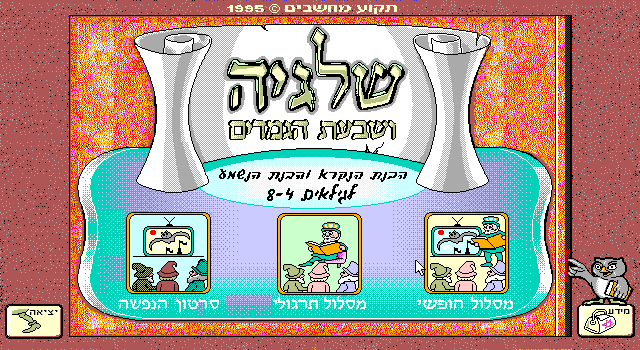 תקוע מחשבים © 1995
שלגיה
ושבעת הגמדים
הבנת הנקרא והבנת הנשמע
לגילאים 8-4
מסלול חופשי
מסלול תרגולי
סרטון הנפשה
מידע
יציאה